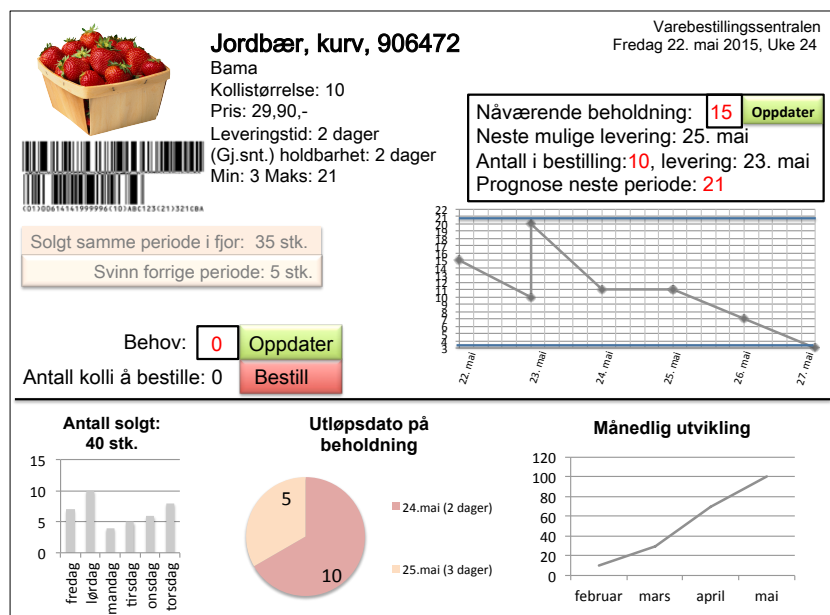 Varebestillingssentralen
Fredag 22. mai 2015, Uke 24
Jordbær, kurv, 906472
Bama
Kollistørrelse: 10
Pris: 29,90,-
Leveringstid: 2 dager
(Gj.snt.) holdbarhet: 2 dager
Min: 3 Maks: 21
(01)00614141999996(10)ABC123(21)321CBA
Nåværende beholdning: 15 Oppdater
Neste mulige levering: 25. mai
Antall i bestilling:10, levering: 23. mai
Prognose neste periode: 21
Solgt samme periode i fjor: 35 stk.
Svinn forrige periode: 5 stk.
22
21
20
19
18
17
16
15
14
13
12
11
10
9
8
7
6
5
4
3
22. mai
23. mai
24. mai
25. mai
26. mai
27. mai
Behov: 0 Oppdater
Antall kolli å bestille: 0 Bestill
Antall solgt:
40 stk.
15
10
5
0
fredag
lørdag
mandag
tirsdag
onsdag
torsdag
Utløpsdato på
beholdning
5
10
24.mai (2 dager)
25.mai (3 dager)
Månedlig utvikling
120
100
80
60
40
20
0
februar mars april mai